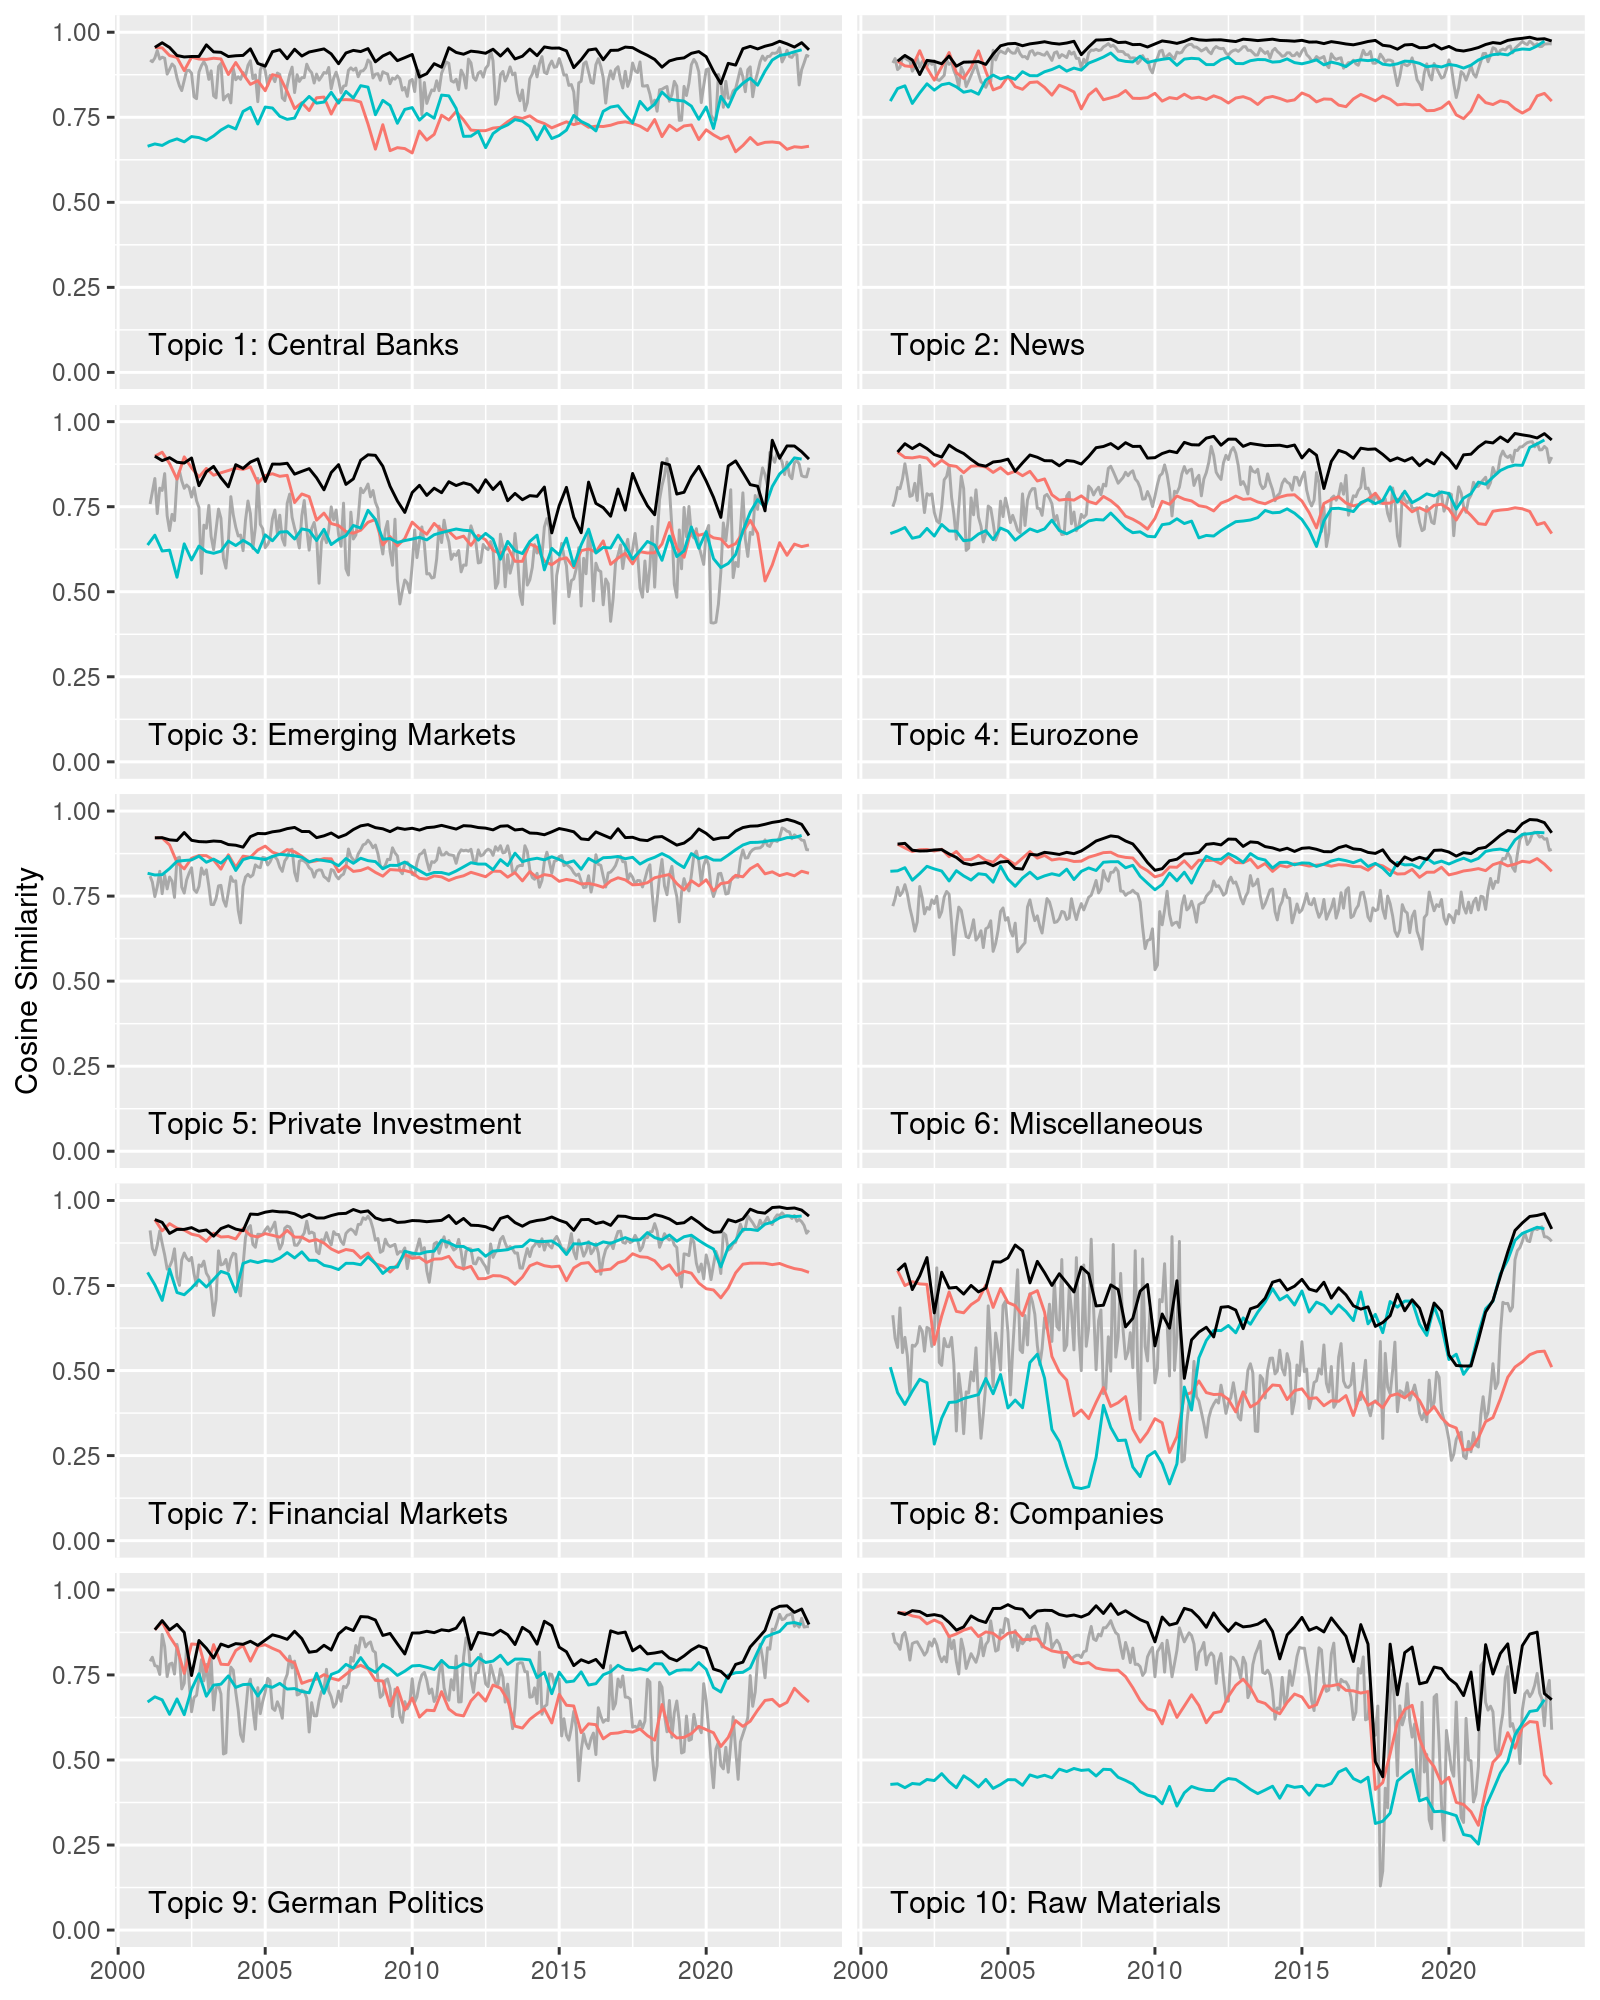 1.00
0.75
0.50
0.25
0.00
Topic 1: Central Banks
Topic 2: News
1.00
0.75
0.50
0.25
0.00
Topic 3: Emerging Markets
Topic 4: Eurozone
1.00
0.75
0.50
0.25
0.00
Topic 5: Private Investment
Topic 6: Miscellaneous
Cosine Similarity
1.00
0.75
0.50
0.25
0.00
Topic 7: Financial Markets
Topic 8: Companies
1.00
0.75
0.50
0.25
0.00
Topic 9: German Politics
Topic 10: Raw Materials
2000 2005 2010 2015 2020 2000 2005 2010 2015 2020